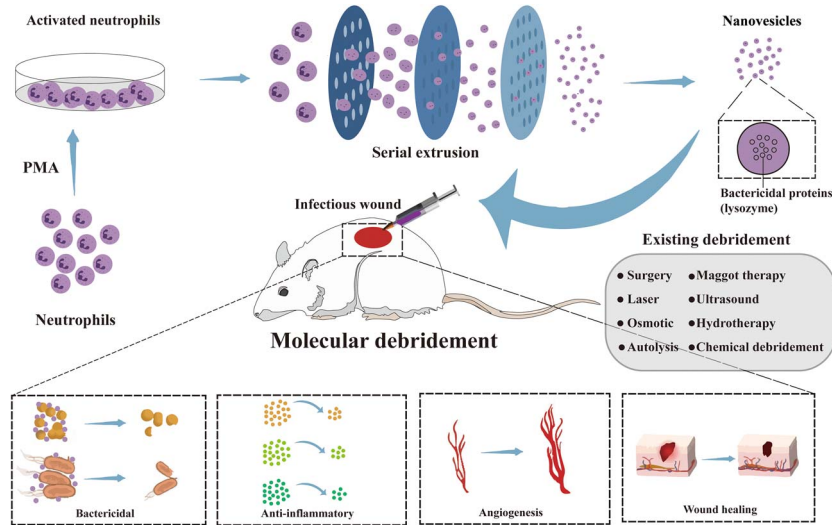 Activated neutrophils
Nanovesicles
PMA
Serial extrusion
Bactericidal proteins
(lysozyme)
Infectious wound
Neutrophils
Molecular debridement
Existing debridement
● Surgery ● Maggot therapy
● Laser ● Ultrasound
● Osmotic ● Hydrotherapy
● Autolysis ● Chemical debridement
Bactericidal
Anti-inflammatory
Angiogenesis
Wound healing